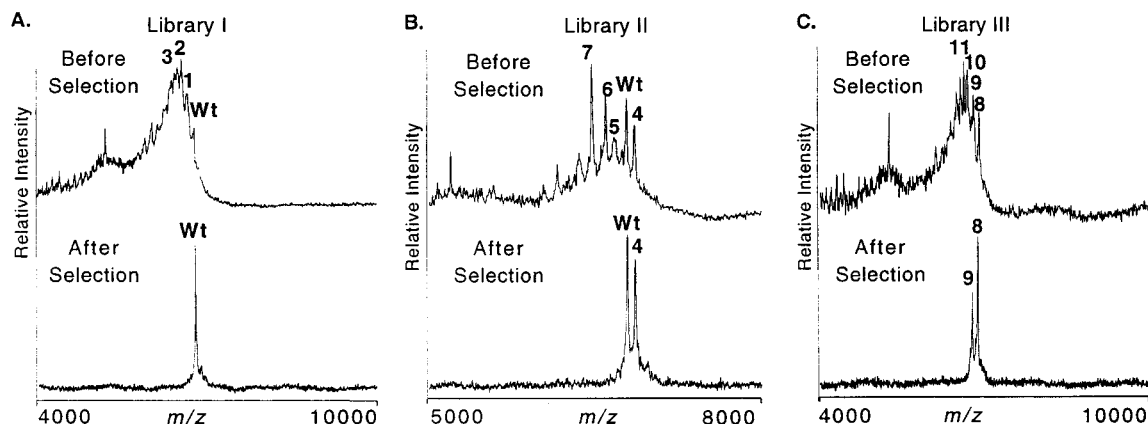 A.
Library I
Before
Selection
3
2
1
Wt
After
Selection
Wt
Relative Intensity
4000
m/z
10000
B.
Library II
Before
Selection
7
6
5
Wt
4
After
Selection
Wt
4
Relative Intensity
5000
m/z
8000
C.
Library III
Before
Selection
11
10
9
8
After
Selection
9
8
Relative Intensity
4000
m/z
10000